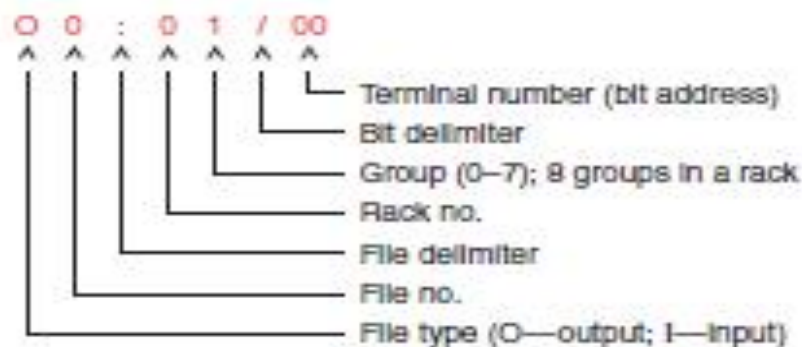 O 0 : 0 1 / 00
Terminal number (bit address)
Bit delimiter
Group (0–7); 8 groups in a rack
Rack no.
File delimiter
File no.
File type (O—output; I—input)